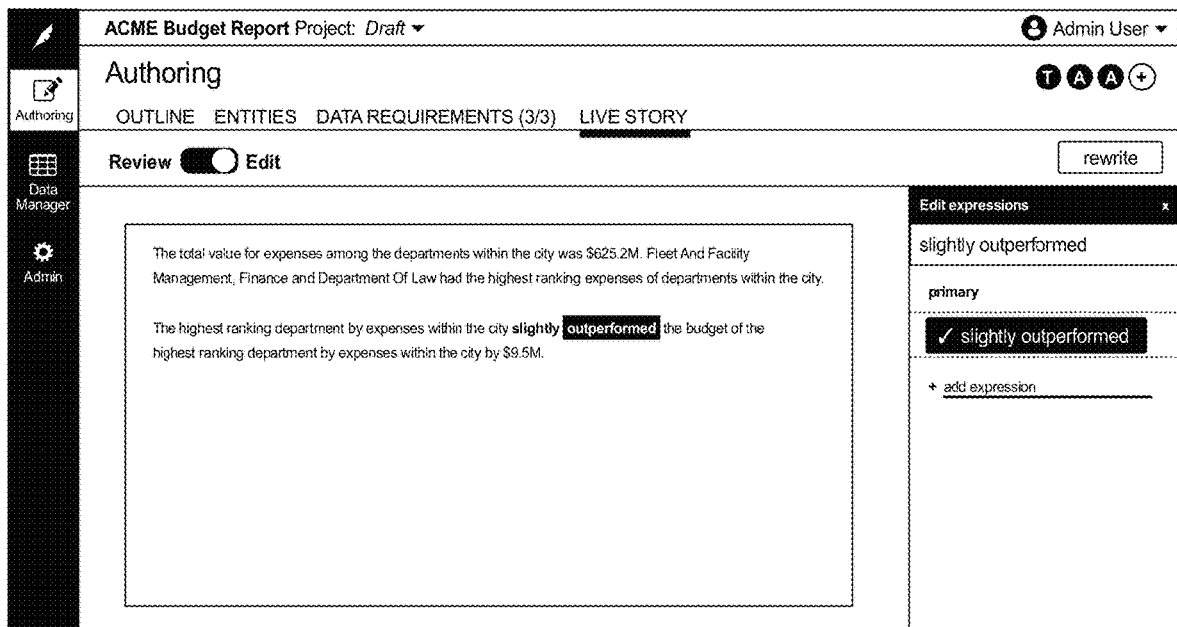 ACME Budget Report Project: Draft
Admin User
Authoring
T A A +
Authoring
OUTLINE ENTITIES DATA REQUIREMENTS (3/3) LIVE STORY
Review Edit
rewrite
Data
Manager
Admin
The total value for expenses among the departments within the city was $625.2M. Fleet And Facility
Management, Finance and Department Of Law had the highest ranking expenses of departments within the city.
The highest ranking department by expenses within the city slightly outperformed the budget of the
highest ranking department by expenses within the city by $9.5M.
Edit expressions x
slightly outperformed
primary
✓ slightly outperformed
+ add expression